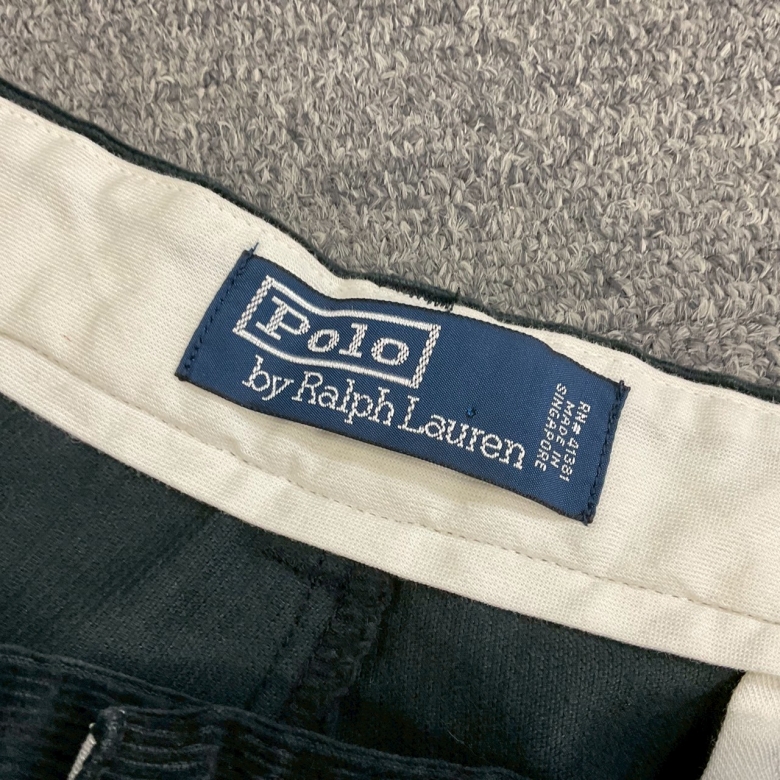 Polo
by Ralph Lauren
RN# 41381
MADE IN
SINGAPORE